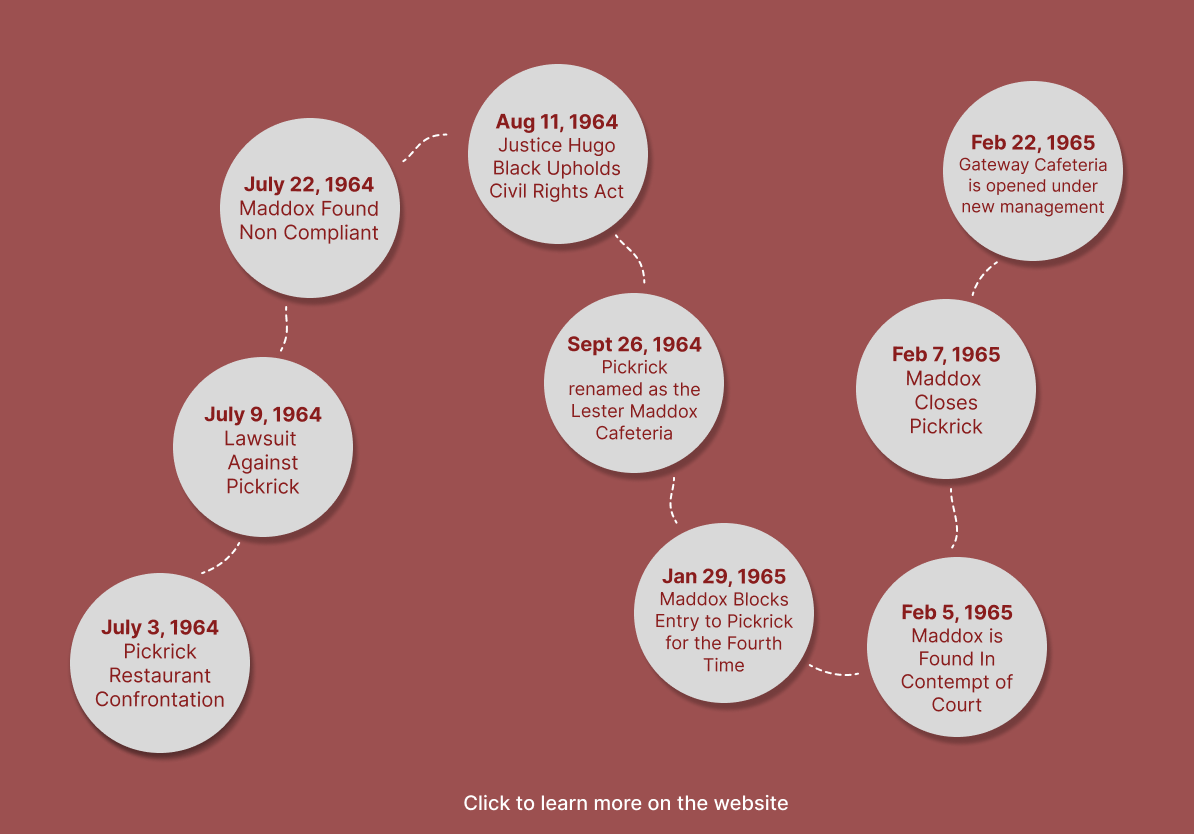 July 3, 1964
Pickrick
Restaurant
Confrontation
July 9, 1964
Lawsuit
Against
Pickrick
July 22, 1964
Maddox Found
Non Compliant
Aug 11, 1964
Justice Hugo
Black Upholds
Civil Rights Act
Sept 26, 1964
Pickrick
renamed as the
Lester Maddox
Cafeteria
Jan 29, 1965
Maddox Blocks
Entry to Pickrick
for the Fourth
Time
Feb 5, 1965
Maddox is
Found In
Contempt of
Court
Feb 7, 1965
Maddox
Closes
Pickrick
Feb 22, 1965
Gateway Cafeteria
is opened under
new management
Click to learn more on the website